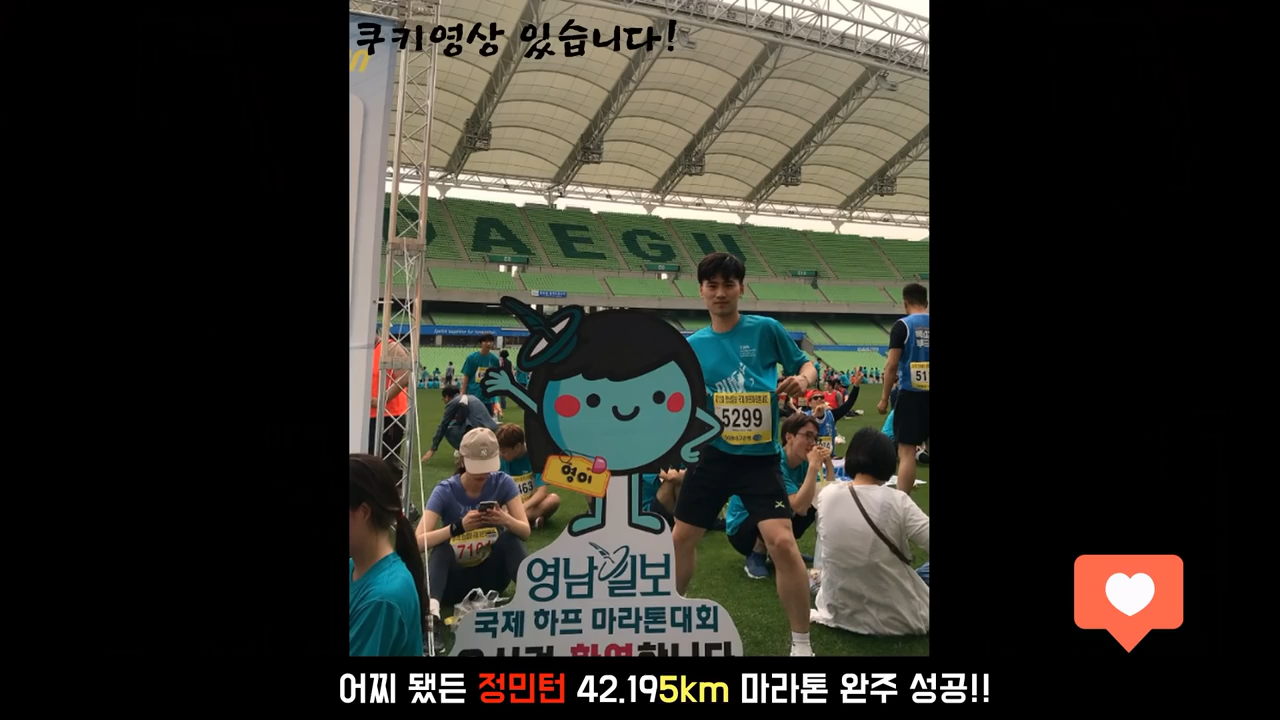 쿠키영상 있습니다!
DAEGU
5299
영이
463
51
영남일보
국제 하프 마라톤대회
어찌 됐든 정민턴 42.195km 마라톤 완주 성공!!